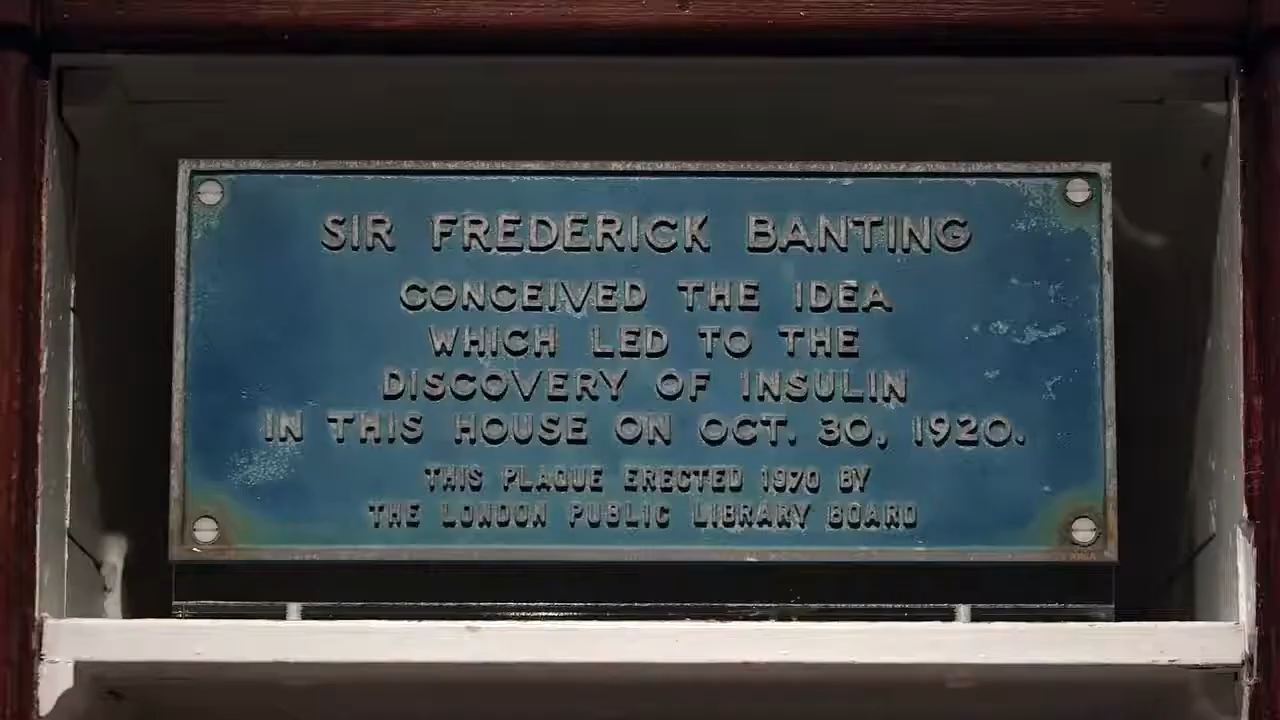 SIR FREDERICK BANTING
CONCEIVED THE IDEA
WHICH LED TO THE
DISCOVERY OF INSULIN
IN THIS HOUSE ON OCT. 30, 1920.
THIS PLAQUE ERECTED 1970 BY
THE LONDON PUBLIC LIBRARY BOARD